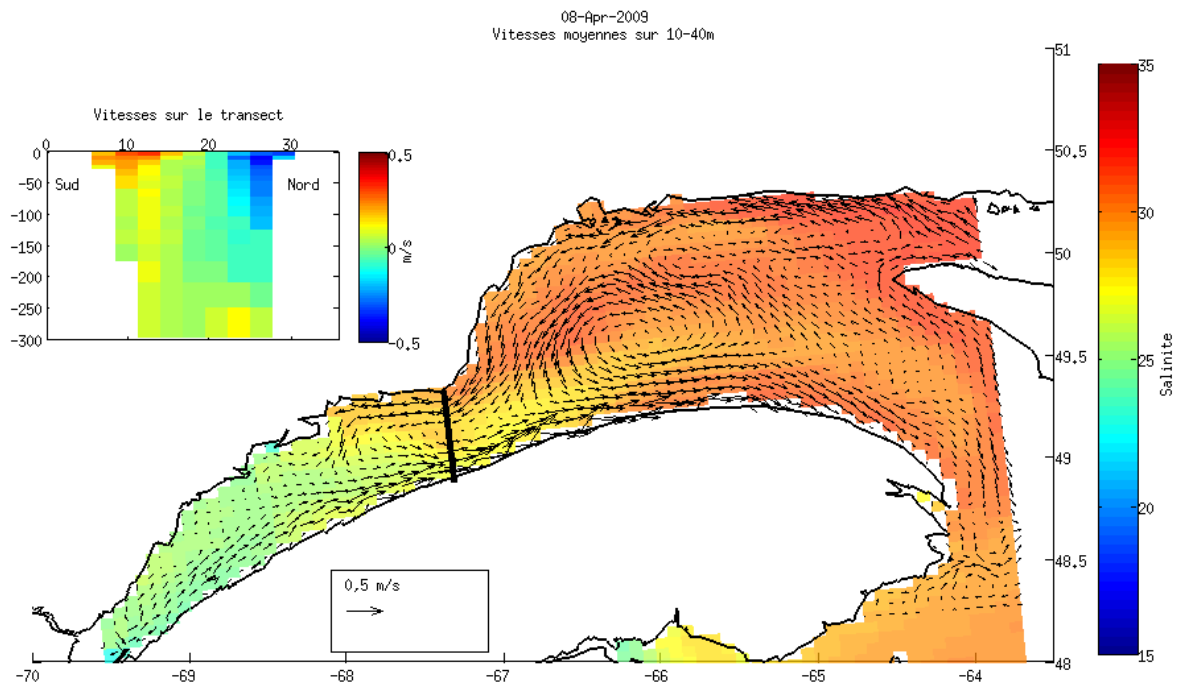 08-Apr-2009
Vitesses moyennes sur 10-40m
Vitesses sur le transect
0 10 20 30
0
-50
-100
-150
-200
-250
-300
Sud
Nord
0.5
0
-0.5
m/s
0,5 m/s
51
50.5
50
49.5
49
48.5
48
-70 -69 -68 -67 -66 -65 -64
35
30
25
20
15
Salinite